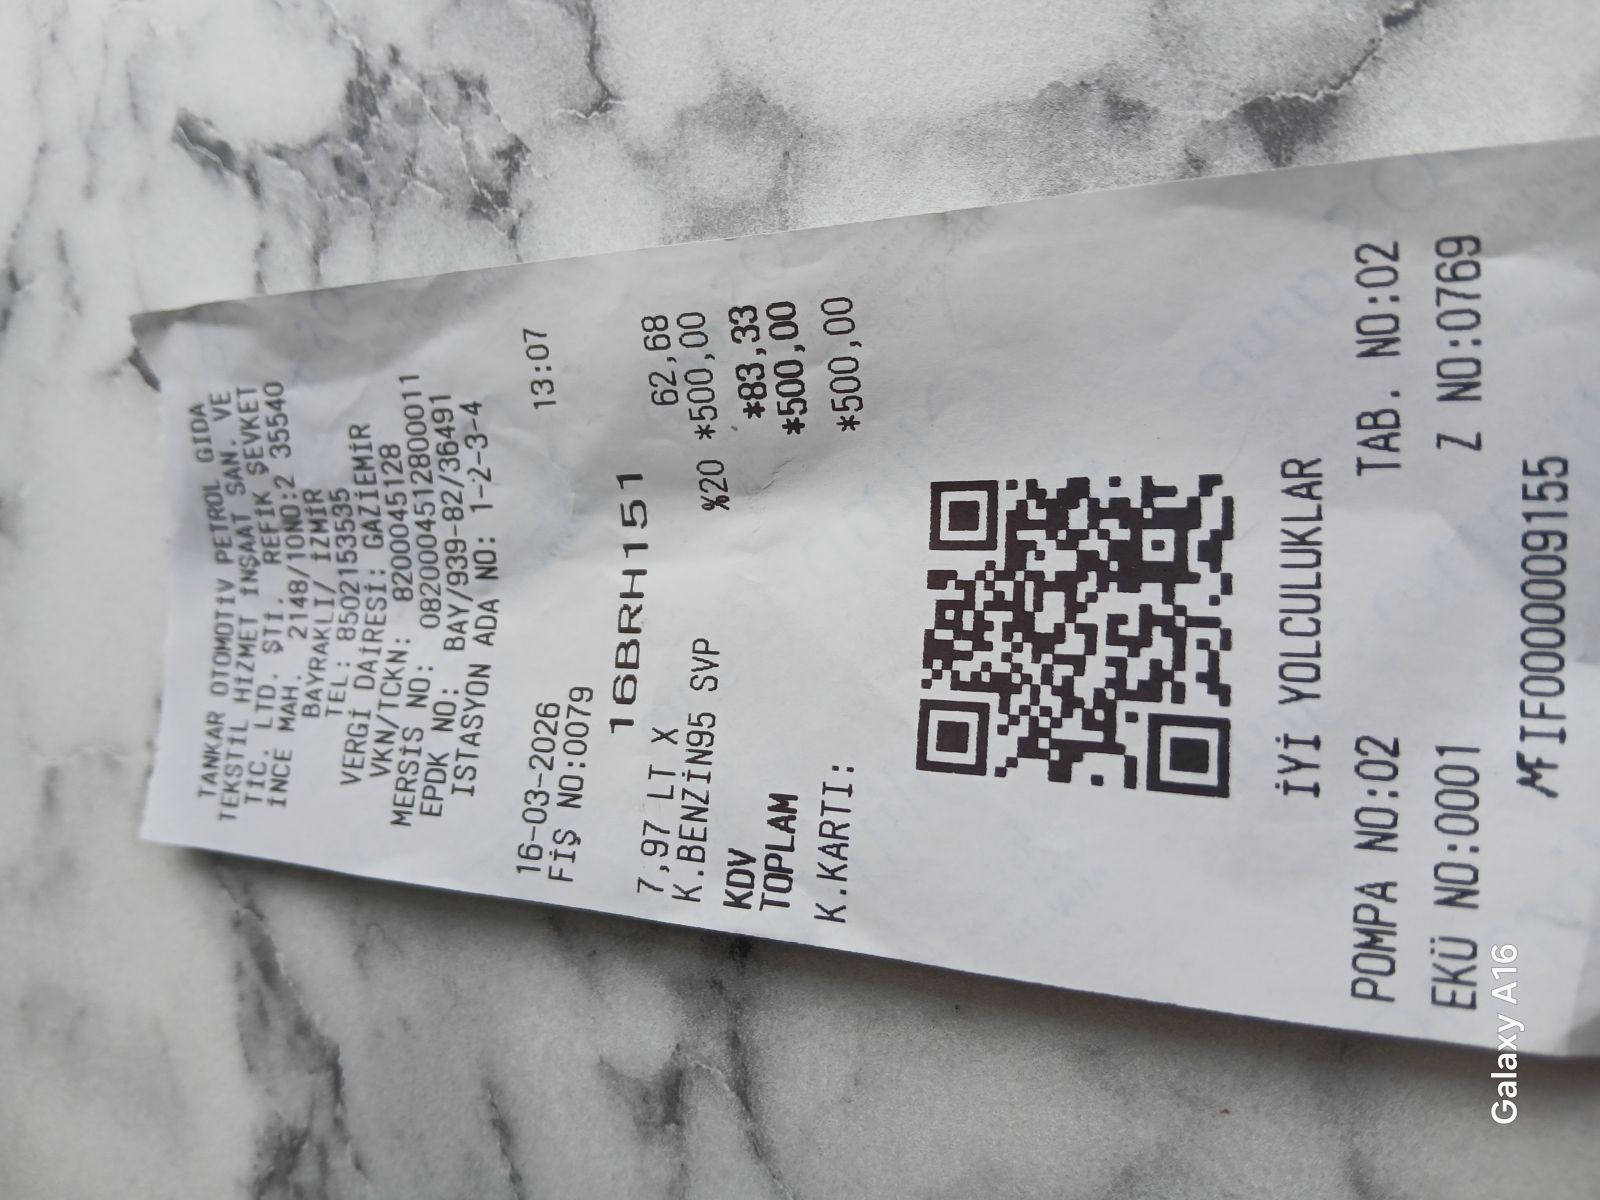 TANKAR OTOMOTİV PETROL GIDA
TEKSTİL HİZMET İNŞAAT SAN. VE
TİC. LTD. ŞTİ. REFİK ŞEVKET
İNCE MAH. 2148/10NO:2 35540
BAYRAKLI/ İZMİR
TEL: 8502153535
VERGİ DAİRESİ: GAZİEMİR
VKN/TCKN: 8200045128
MERSİS NO: 0820004512800011
EPDK NO: BAY/939-82/36491
ISTASYON ADA NO: 1-2-3-4
16-03-2026 13:07
FİŞ NO:0079
16BRH151
7,97 LT X 62,68
K.BENZİN95 SVP %20 *500,00
KDV *83,33
TOPLAM *500,00
K.KARTI: *500,00
İYİ YOLCULUKLAR
POMPA NO:02 TAB. NO:02
EKÜ NO:0001 Z NO:0769
MF IF0000009155
Galaxy A16